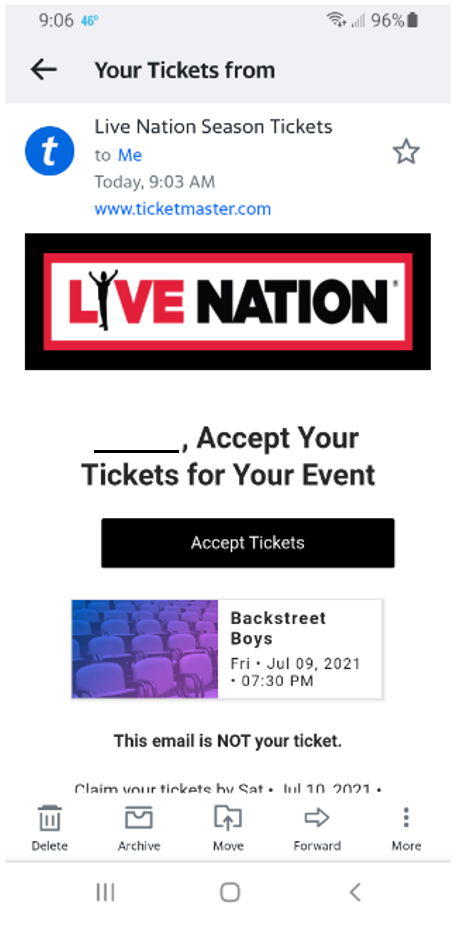 9:06 46° 96%
Your Tickets from
t
Live Nation Season Tickets
to Me
Today, 9:03 AM
www.ticketmaster.com
LIVE NATION®
______, Accept Your
Tickets for Your Event
Accept Tickets
Backstreet
Boys
Fri • Jul 09, 2021
• 07:30 PM
This email is NOT your ticket.
Claim your tickets by Sat • Jul 10, 2021 •
Delete Archive Move Forward More